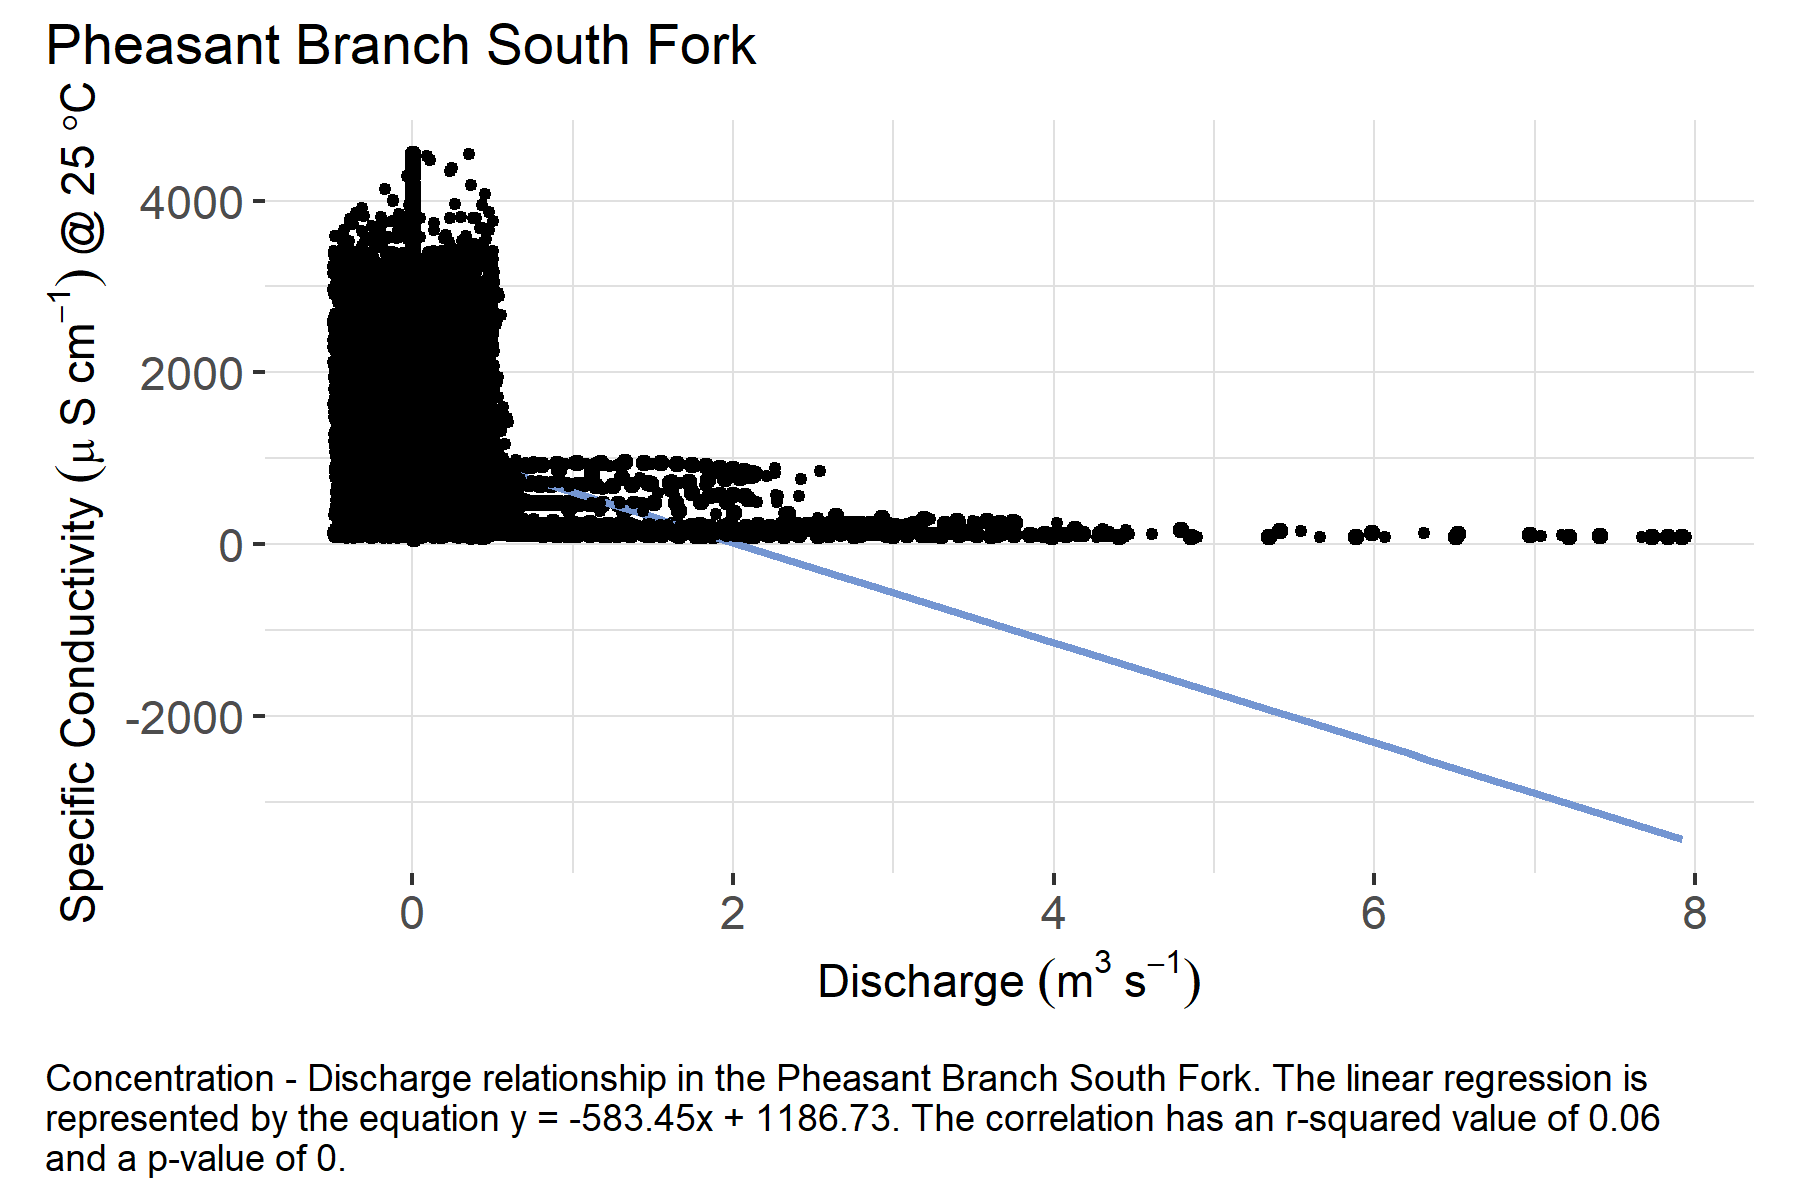 Pheasant Branch South Fork
Specific Conductivity (μ S cm⁻¹) @ 25 °C
4000
2000
0
-2000
0 2 4 6 8
Discharge (m³ s⁻¹)
Concentration - Discharge relationship in the Pheasant Branch South Fork. The linear regression is
represented by the equation y = -583.45x + 1186.73. The correlation has an r-squared value of 0.06
and a p-value of 0.